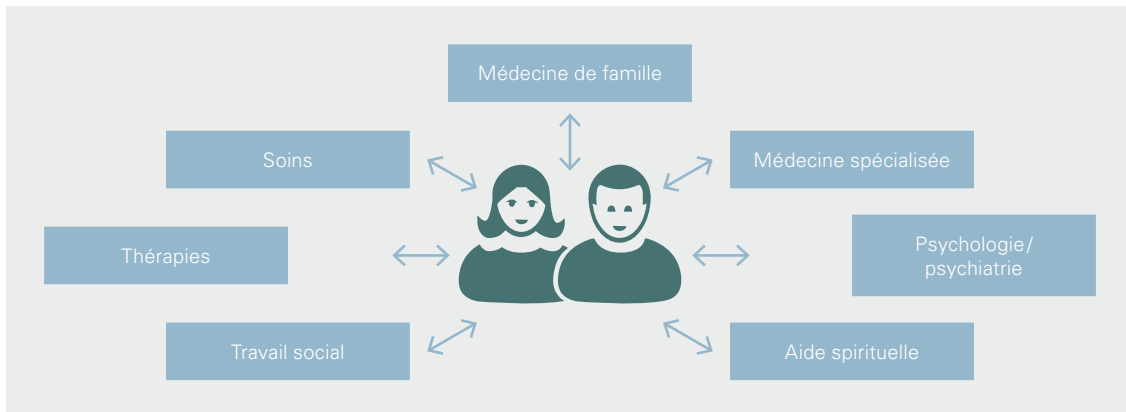 Médecine de famille
Soins
Médecine spécialisée
Thérapies
Psychologie/
psychiatrie
Travail social
Aide spirituelle